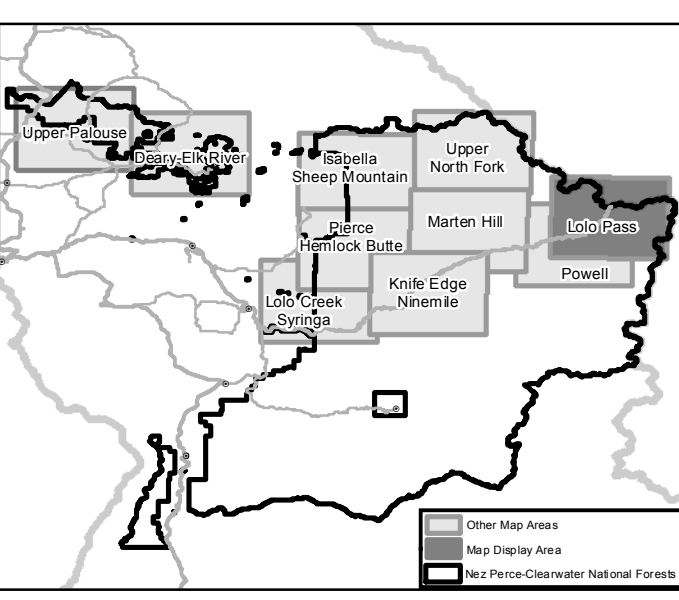 Upper Palouse
Deary-Elk River
Isabella
Sheep Mountain
Upper
North Fork
Pierce
Hemlock Butte
Marten Hill
Lolo Pass
Powell
Knife Edge
Ninemile
Lolo Creek
Syringa
Other Map Areas
Map Display Area
Nez Perce-Clearwater National Forests